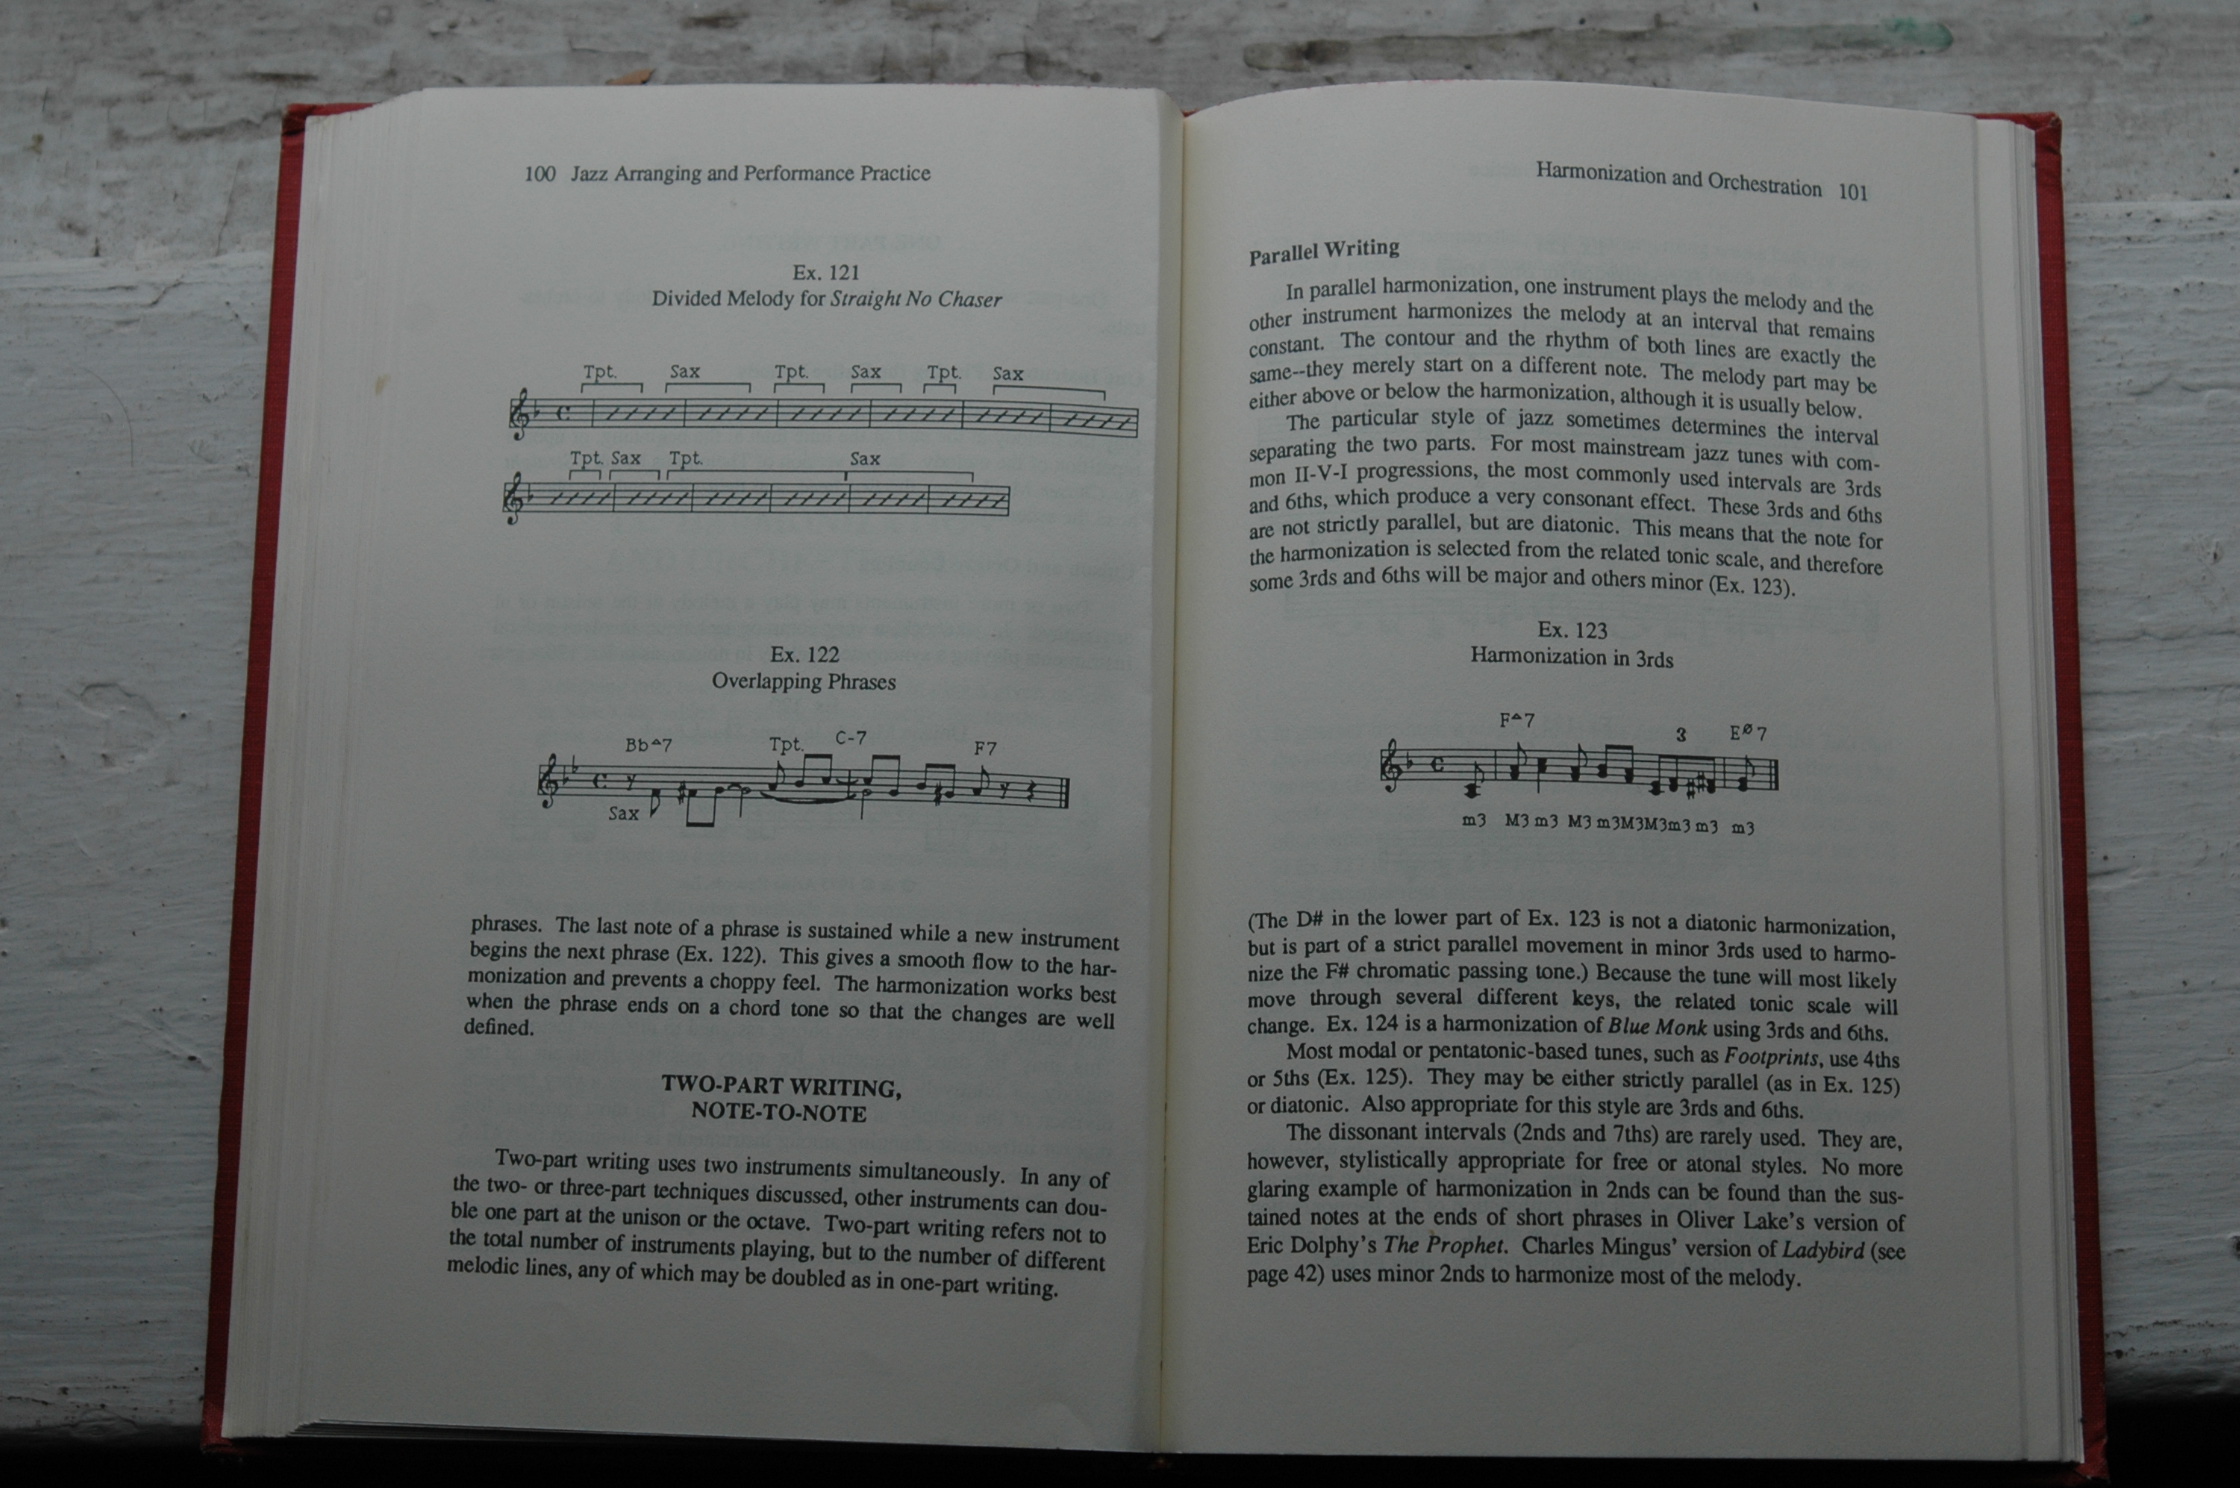 100 Jazz Arranging and Performance Practice
Ex. 121
Divided Melody for Straight No Chaser
Tpt. Sax Tpt. Sax Tpt. Sax
Tpt. Sax Tpt. Sax
Ex. 122
Overlapping Phrases
Bb▵7 Tpt. C-7 F7
Sax
phrases. The last note of a phrase is sustained while a new instrument
begins the next phrase (Ex. 122). This gives a smooth flow to the har-
monization and prevents a choppy feel. The harmonization works best
when the phrase ends on a chord tone so that the changes are well
defined.
TWO-PART WRITING,
NOTE-TO-NOTE
Two-part writing uses two instruments simultaneously. In any of
the two- or three-part techniques discussed, other instruments can dou-
ble one part at the unison or the octave. Two-part writing refers not to
the total number of instruments playing, but to the number of different
melodic lines, any of which may be doubled as in one-part writing.
Harmonization and Orchestration 101
Parallel Writing
In parallel harmonization, one instrument plays the melody and the
other instrument harmonizes the melody at an interval that remains
constant. The contour and the rhythm of both lines are exactly the
same--they merely start on a different note. The melody part may be
either above or below the harmonization, although it is usually below.
The particular style of jazz sometimes determines the interval
separating the two parts. For most mainstream jazz tunes with com-
mon II-V-I progressions, the most commonly used intervals are 3rds
and 6ths, which produce a very consonant effect. These 3rds and 6ths
are not strictly parallel, but are diatonic. This means that the note for
the harmonization is selected from the related tonic scale, and therefore
some 3rds and 6ths will be major and others minor (Ex. 123).
Ex. 123
Harmonization in 3rds
F▵7 3 EØ7
m3 M3 m3 M3 m3M3M3m3 m3 m3
(The D# in the lower part of Ex. 123 is not a diatonic harmonization,
but is part of a strict parallel movement in minor 3rds used to harmo-
nize the F# chromatic passing tone.) Because the tune will most likely
move through several different keys, the related tonic scale will
change. Ex. 124 is a harmonization of Blue Monk using 3rds and 6ths.
Most modal or pentatonic-based tunes, such as Footprints, use 4ths
or 5ths (Ex. 125). They may be either strictly parallel (as in Ex. 125)
or diatonic. Also appropriate for this style are 3rds and 6ths.
The dissonant intervals (2nds and 7ths) are rarely used. They are,
however, stylistically appropriate for free or atonal styles. No more
glaring example of harmonization in 2nds can be found than the sus-
tained notes at the ends of short phrases in Oliver Lake's version of
Eric Dolphy's The Prophet. Charles Mingus' version of Ladybird (see
page 42) uses minor 2nds to harmonize most of the melody.